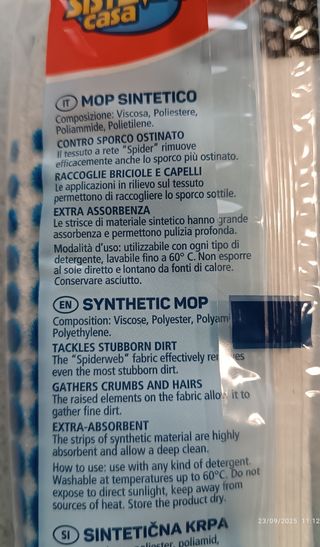 SISTEM
casa
IT MOP SINTETICO
Composizione: Viscosa, Poliestere,
Poliammide, Polietilene.
CONTRO SPORCO OSTINATO
Il tessuto a rete "Spider" rimuove
efficacemente anche lo sporco più ostinato.
RACCOGLIE BRICIOLE E CAPELLI
Le applicazioni in rilievo sul tessuto
permettono di raccogliere lo sporco sottile.
EXTRA ASSORBENZA
Le strisce di materiale sintetico hanno grande
assorbenza e permettono pulizia profonda.
Modalità d'uso: utilizzabile con ogni tipo di
detergente, lavabile fino a 60° C. Non esporre
al sole diretto e lontano da fonti di calore.
Conservare asciutto.
EN SYNTHETIC MOP
Composition: Viscose, Polyester, Polyam
Polyethylene.
TACKLES STUBBORN DIRT
The "Spiderweb" fabric effectively removes
even the most stubborn dirt.
GATHERS CRUMBS AND HAIRS
The raised elements on the fabric allow it to
gather fine dirt.
EXTRA-ABSORBENT
The strips of synthetic material are highly
absorbent and allow a deep clean.
How to use: use with any kind of detergent.
Washable at temperatures up to 60°C. Do not
expose to direct sunlight, keep away from
sources of heat. Store the product dry.
SI SINTETIČNA KRPA
poliester, poliamid,
23/09/2025 11:12